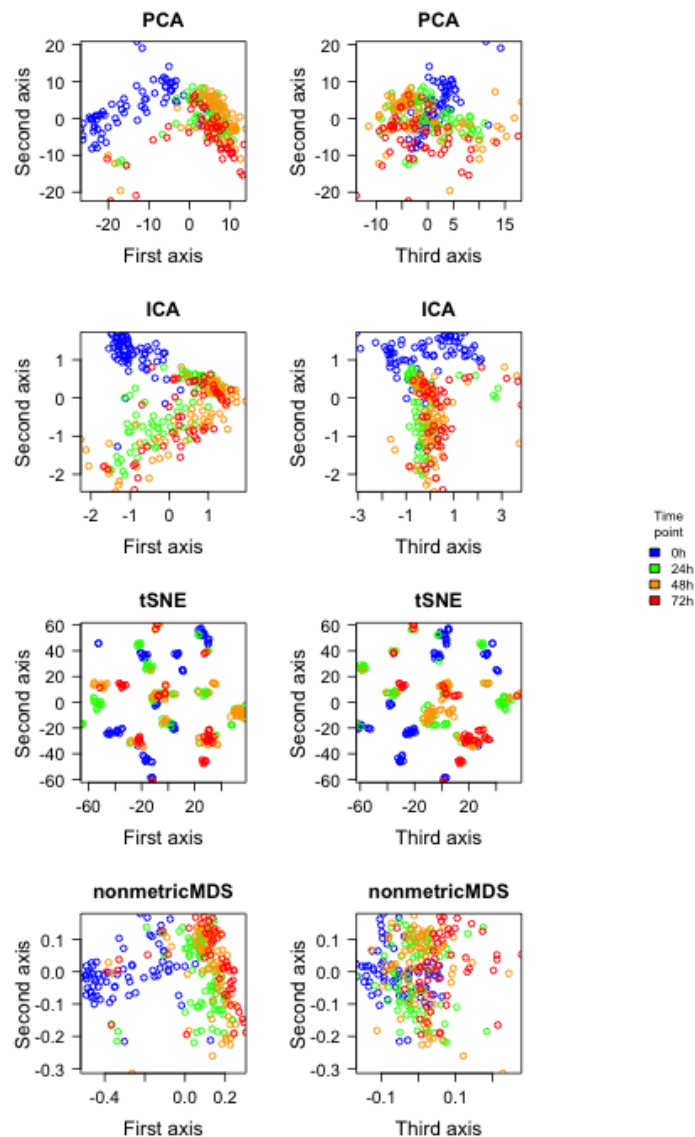 PCA
PCA
20
10
0
-10
-20
Second axis
-20
0
10
First axis
20
10
0
-10
-20
Second axis
-10
0
5
15
Third axis
ICA
ICA
1
0
-1
-2
Second axis
-2
-1
0
1
First axis
1
0
-1
-2
Second axis
-3
-1
1
3
Third axis
Time
point
0h
24h
48h
72h
tSNE
tSNE
60
40
20
0
-20
-40
-60
Second axis
-60
-20
20
First axis
60
40
20
0
-20
-40
-60
Second axis
-60
-20
20
Third axis
nonmetricMDS
nonmetricMDS
0.1
0.0
-0.1
-0.2
-0.3
Second axis
-0.4
0.0
0.2
First axis
0.1
0.0
-0.1
-0.2
-0.3
Second axis
-0.1
0.1
Third axis